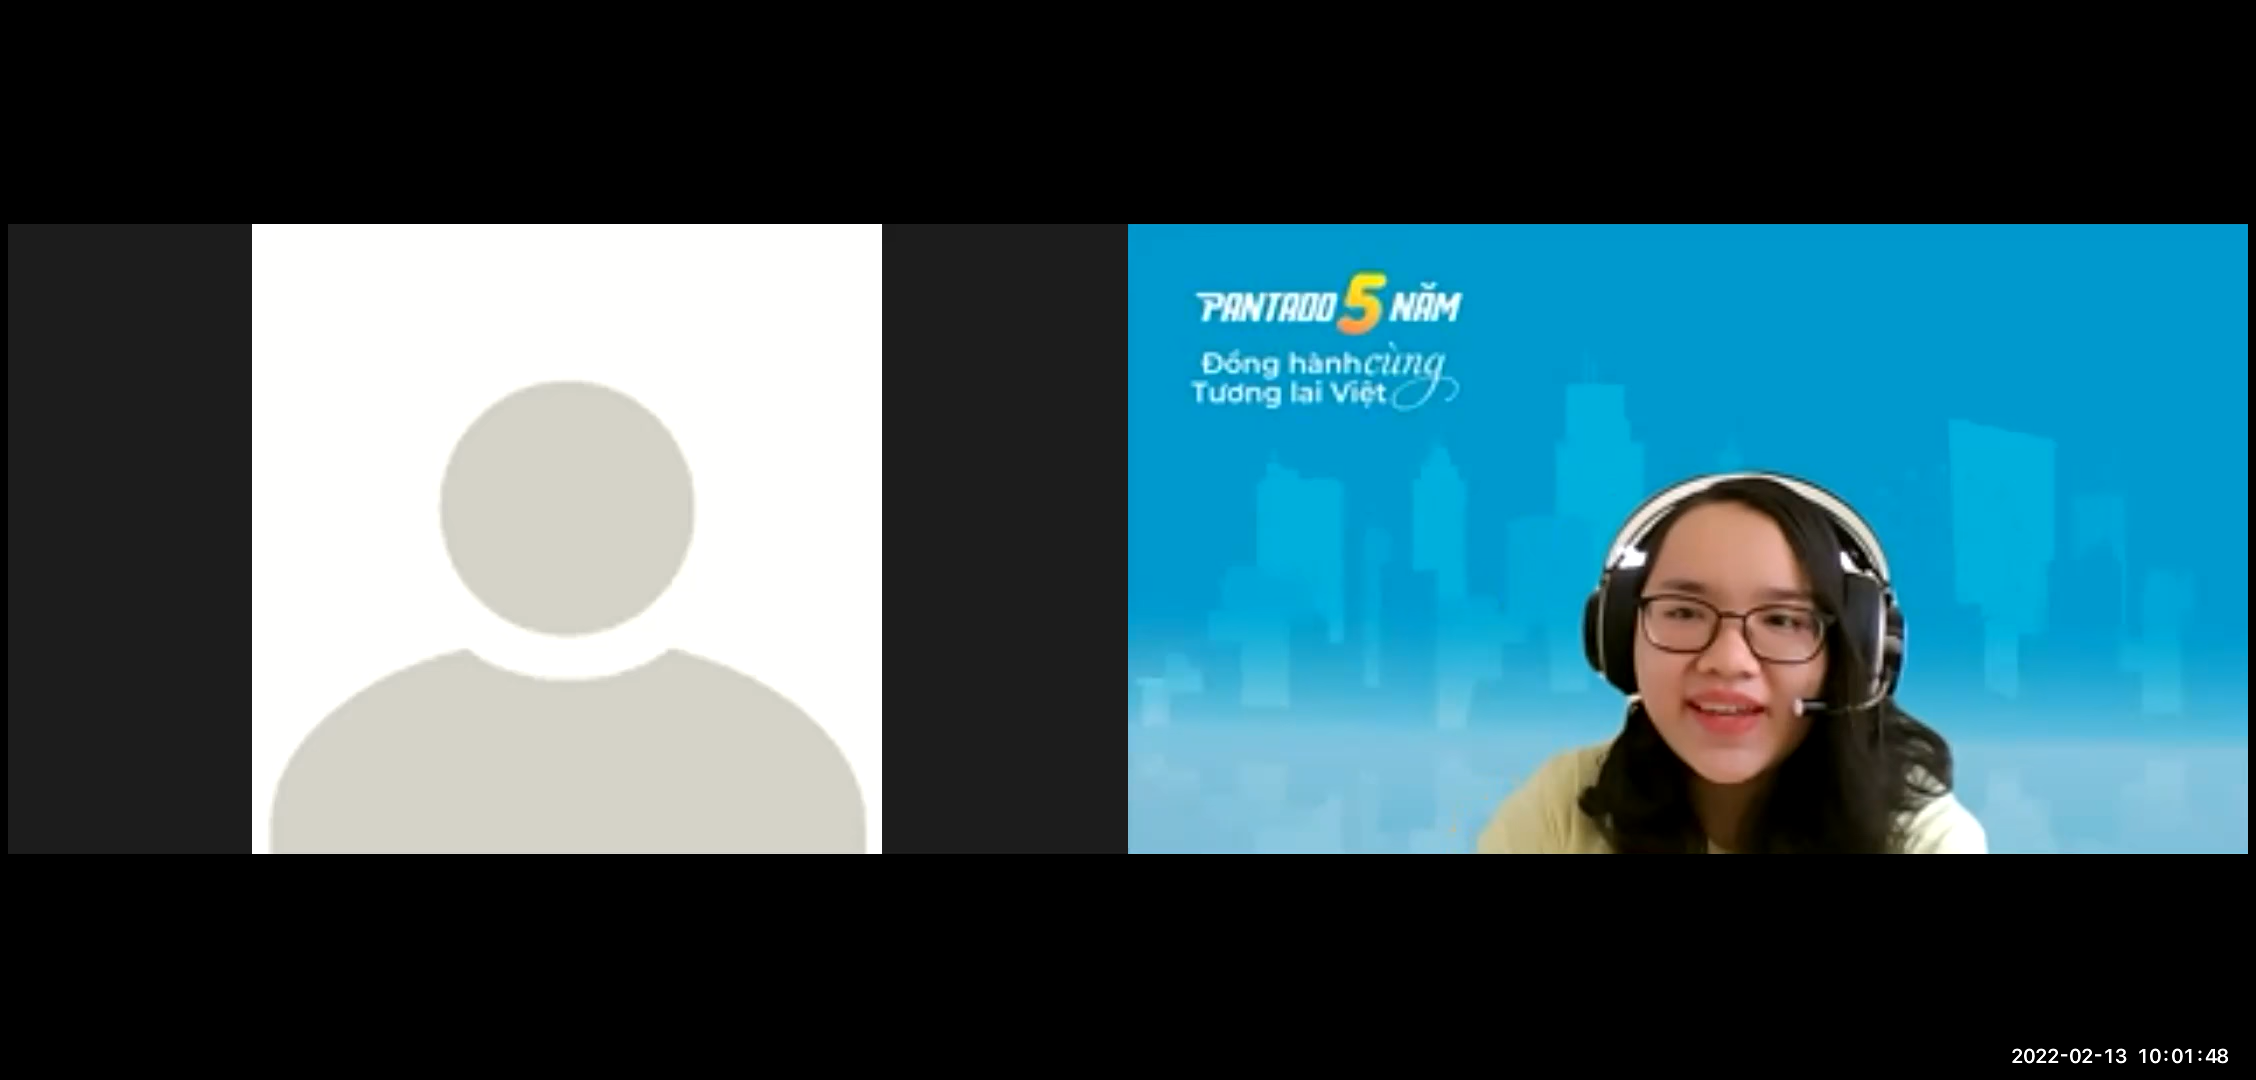 PANTADO 5 NĂM
Đồng hành cùng
Tương lai Việt
2022-02-13 10:01:48